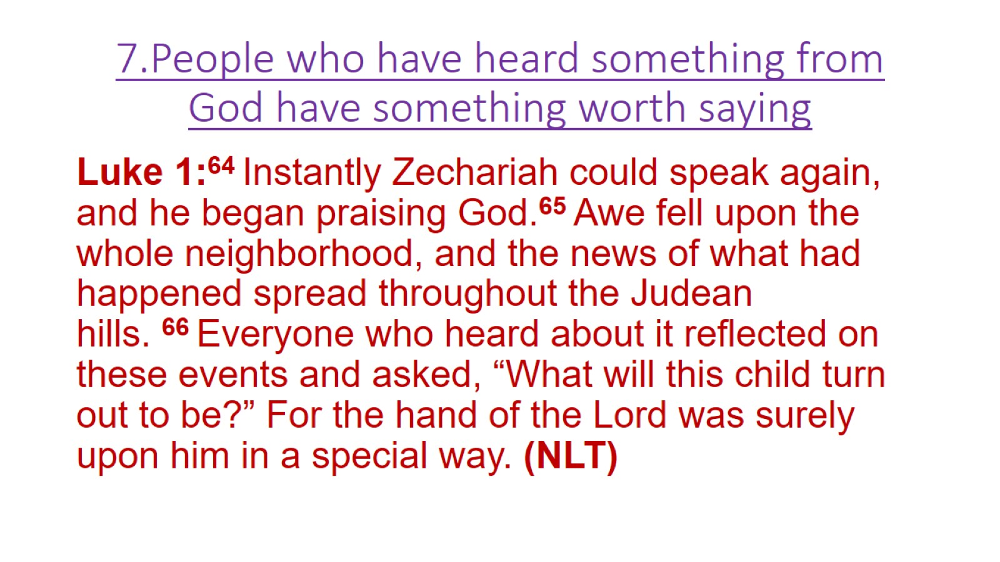 7.People who have heard something from
God have something worth saying
Luke 1:64 Instantly Zechariah could speak again,
and he began praising God.65 Awe fell upon the
whole neighborhood, and the news of what had
happened spread throughout the Judean
hills. 66 Everyone who heard about it reflected on
these events and asked, “What will this child turn
out to be?” For the hand of the Lord was surely
upon him in a special way. (NLT)